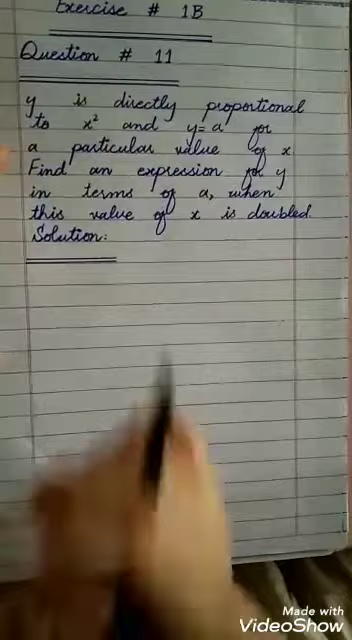 Exercise # 1B
Question # 11
y is directly proportional
to x² and y=a for
a particular value of x
Find an expression for y
in terms of a, when
this value of x is doubled
Solution:
Made with
VideoShow